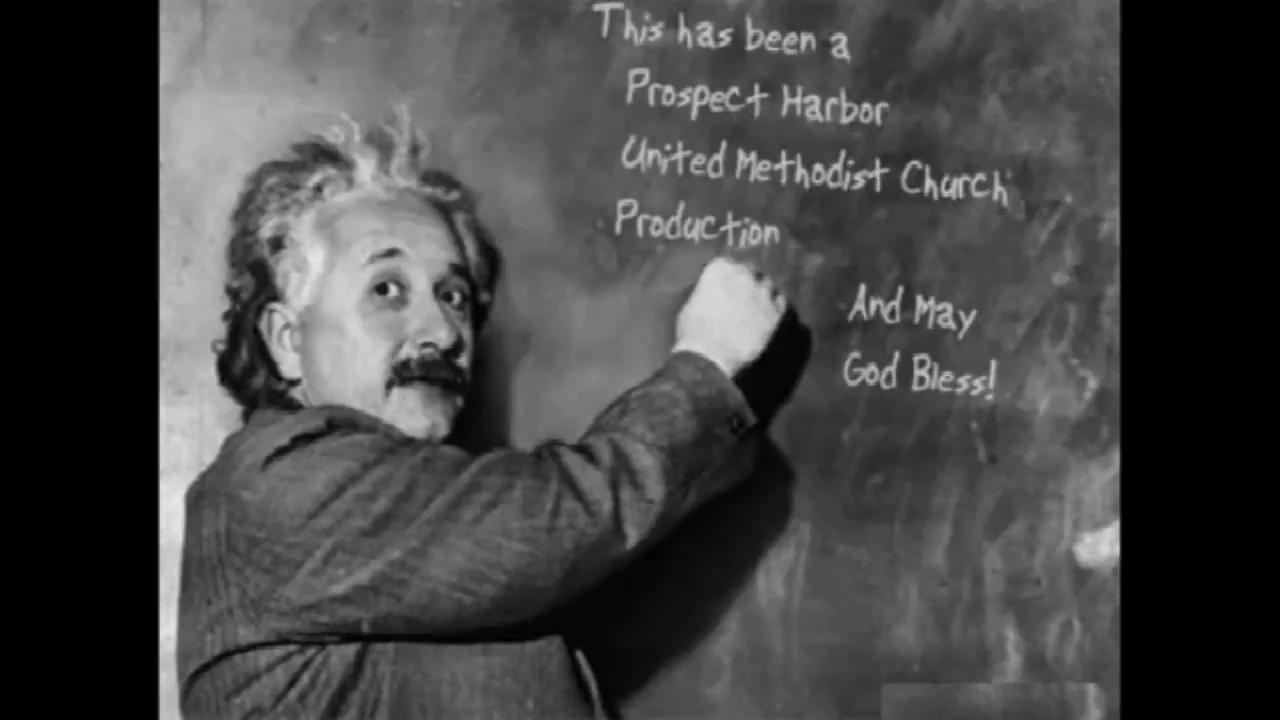 This has been a
Prospect Harbor
United Methodist Church
Production
And May
God Bless!